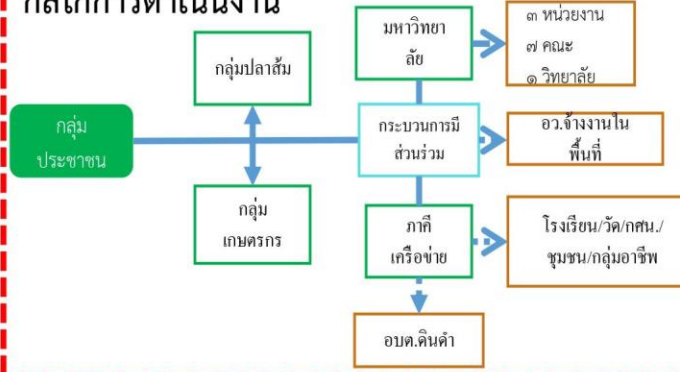 กลไกการดำเนินงาน
กลุ่ม
ประชาชน
กลุ่มปลาส้ม
กลุ่ม
เกษตรกร
มหาวิทยา
ลัย
กระบวนการมี
ส่วนร่วม
ภาคี
เครือข่าย
อบต.ดินดำ
๓ หน่วยงาน
๗ คณะ
๑ วิทยาลัย
อว.จ้างงานใน
พื้นที่
โรงเรียน/วัด/กศน./
ชุมชน/กลุ่มอาชีพ